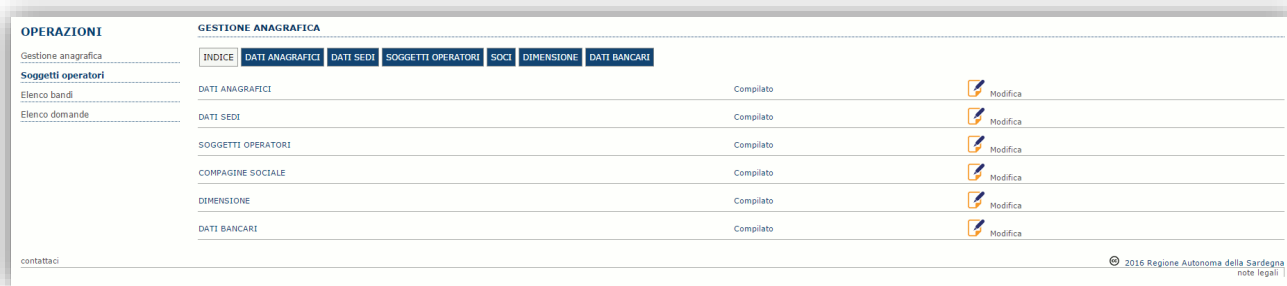 OPERAZIONI
Gestione anagrafica
Soggetti operatori
Elenco bandi
Elenco domande
GESTIONE ANAGRAFICA
INDICE DATI ANAGRAFICI DATI SEDI SOGGETTI OPERATORI SOCI DIMENSIONE DATI BANCARI
DATI ANAGRAFICI Compilato Modifica
DATI SEDI Compilato Modifica
SOGGETTI OPERATORI Compilato Modifica
COMPAGINE SOCIALE Compilato Modifica
DIMENSIONE Compilato Modifica
DATI BANCARI Compilato Modifica
contattaci
2016 Regione Autonoma della Sardegna
note legali |